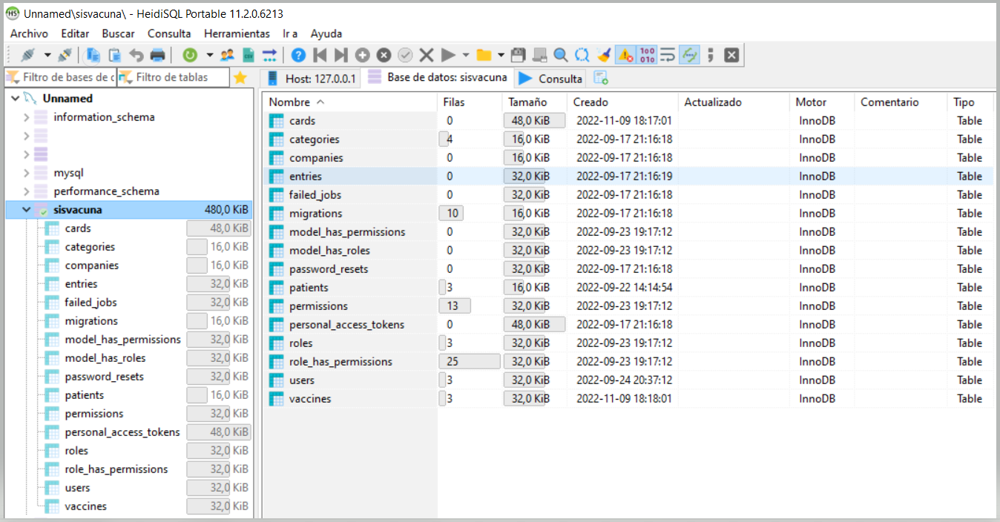 Unnamed\sisvacuna\ - HeidiSQL Portable 11.2.0.6213
Archivo Editar Buscar Consulta Herramientas Ir a Ayuda
Filtro de bases de c Filtro de tablas Host: 127.0.0.1 Base de datos: sisvacuna Consulta
Unnamed
information_schema
mysql
performance_schema
sisvacuna 480,0 KiB
cards 48,0 KiB
categories 16,0 KiB
companies 16,0 KiB
entries 32,0 KiB
failed_jobs 32,0 KiB
migrations 16,0 KiB
model_has_permissions 32,0 KiB
model_has_roles 32,0 KiB
password_resets 32,0 KiB
patients 16,0 KiB
permissions 32,0 KiB
personal_access_tokens 48,0 KiB
roles 32,0 KiB
role_has_permissions 32,0 KiB
users 32,0 KiB
vaccines 32,0 KiB
Nombre Filas Tamaño Creado Actualizado Motor Comentario Tipo
cards 0 48,0 KiB 2022-11-09 18:17:01 InnoDB Table
categories 4 16,0 KiB 2022-09-17 21:16:18 InnoDB Table
companies 0 16,0 KiB 2022-09-17 21:16:18 InnoDB Table
entries 0 32,0 KiB 2022-09-17 21:16:19 InnoDB Table
failed_jobs 0 32,0 KiB 2022-09-17 21:16:18 InnoDB Table
migrations 10 16,0 KiB 2022-09-17 21:16:18 InnoDB Table
model_has_permissions 0 32,0 KiB 2022-09-23 19:17:12 InnoDB Table
model_has_roles 0 32,0 KiB 2022-09-23 19:17:12 InnoDB Table
password_resets 0 32,0 KiB 2022-09-17 21:16:18 InnoDB Table
patients 3 16,0 KiB 2022-09-22 14:14:54 InnoDB Table
permissions 13 32,0 KiB 2022-09-23 19:17:12 InnoDB Table
personal_access_tokens 0 48,0 KiB 2022-09-17 21:16:18 InnoDB Table
roles 3 32,0 KiB 2022-09-23 19:17:12 InnoDB Table
role_has_permissions 25 32,0 KiB 2022-09-23 19:17:12 InnoDB Table
users 3 32,0 KiB 2022-09-24 20:37:12 InnoDB Table
vaccines 3 32,0 KiB 2022-11-09 18:18:01 InnoDB Table